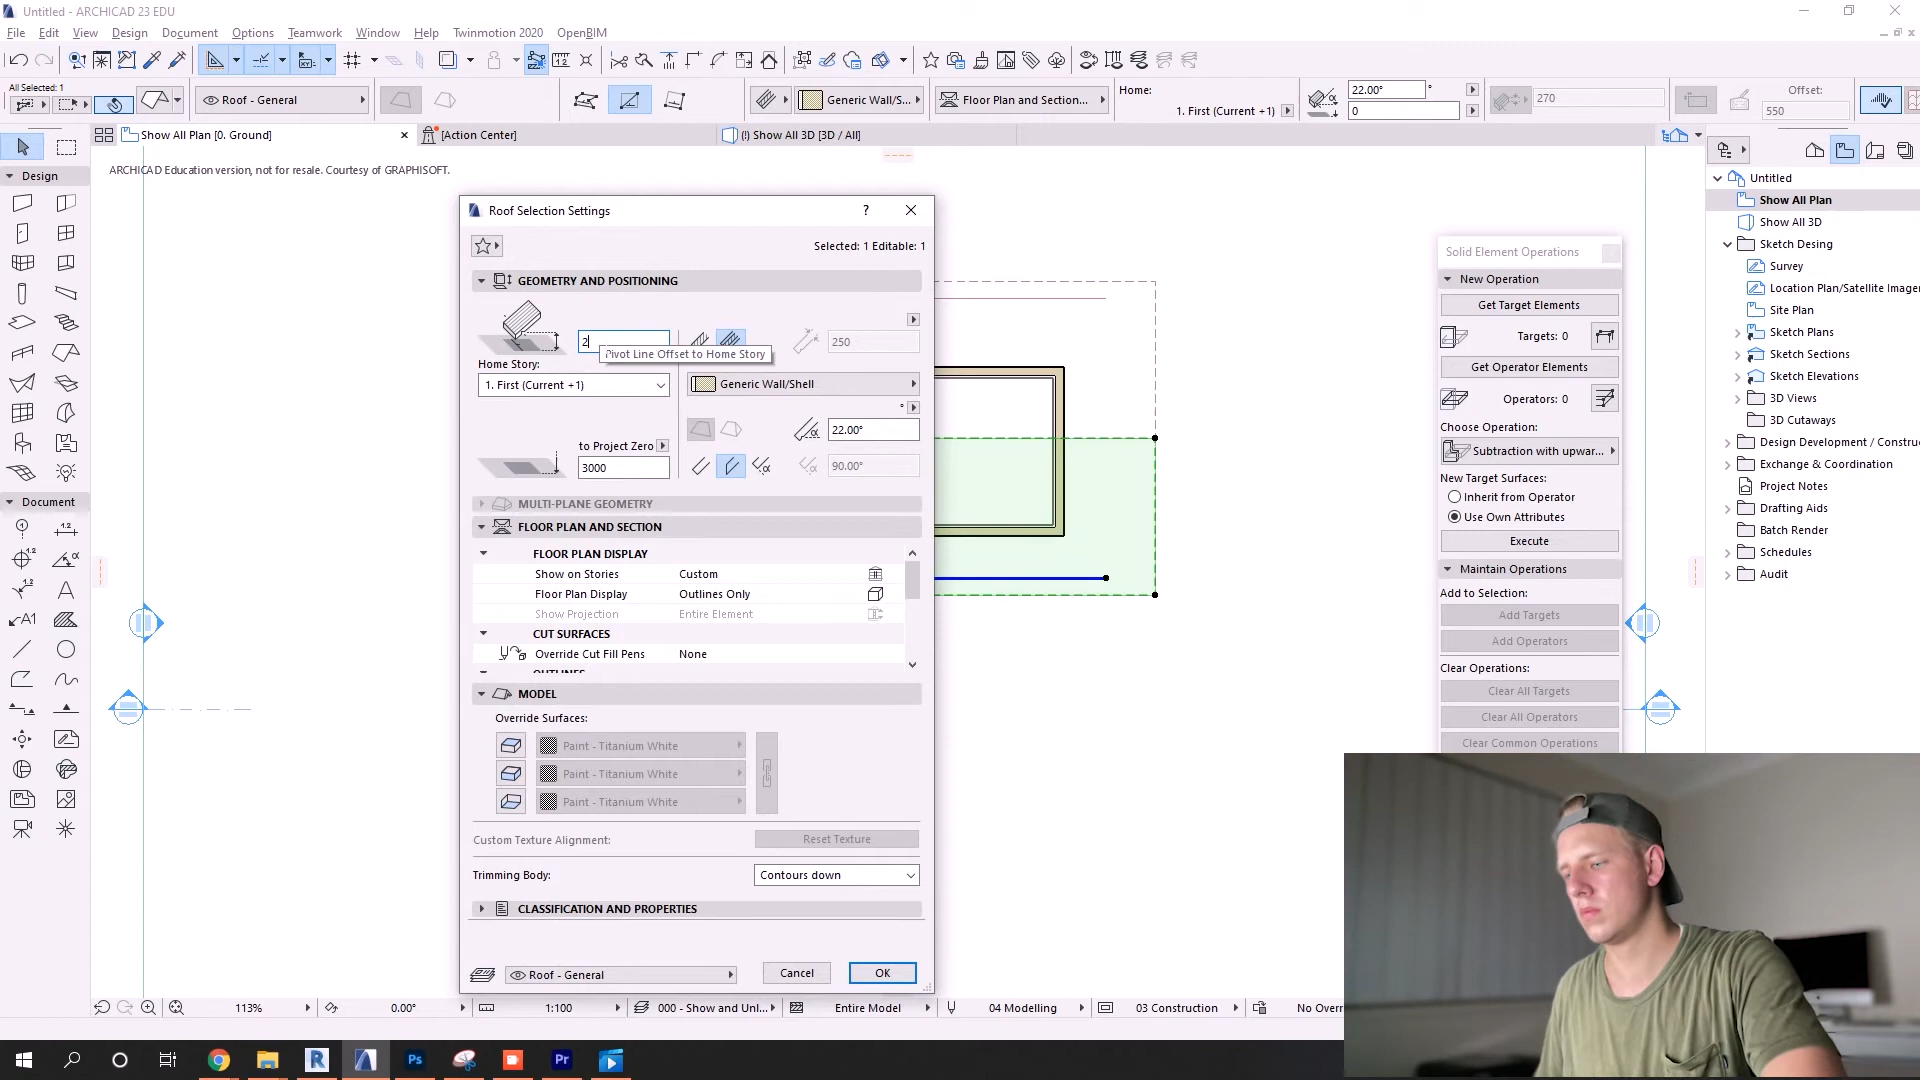 Untitled - ARCHICAD 23 EDU
File Edit View Design Document Options Teamwork Window Help Twinmotion 2020 OpenBIM
All Selected: 1
Roof - General
Generic Wall/S...
Floor Plan and Section...
Home:
1. First (Current +1)
22.00°
°
0
270
Offset:
550
Show All Plan [0. Ground]
[Action Center]
(!) Show All 3D [3D / All]
ARCHICAD Education version, not for resale. Courtesy of GRAPHISOFT.
Design
Document
Roof Selection Settings
?
Selected: 1 Editable: 1
GEOMETRY AND POSITIONING
2
Pivot Line Offset to Home Story
250
Home Story:
1. First (Current +1)
Generic Wall/Shell
°
22.00°
to Project Zero
3000
90.00°
MULTI-PLANE GEOMETRY
FLOOR PLAN AND SECTION
FLOOR PLAN DISPLAY
Show on Stories Custom
Floor Plan Display Outlines Only
Show Projection Entire Element
CUT SURFACES
Override Cut Fill Pens None
OUTLINES
MODEL
Override Surfaces:
Paint - Titanium White
Paint - Titanium White
Paint - Titanium White
Custom Texture Alignment:
Reset Texture
Trimming Body:
Contours down
CLASSIFICATION AND PROPERTIES
Roof - General
Cancel
OK
Solid Element Operations
New Operation
Get Target Elements
Targets: 0
Get Operator Elements
Operators: 0
Choose Operation:
Subtraction with upwar...
New Target Surfaces:
Inherit from Operator
Use Own Attributes
Execute
Maintain Operations
Add to Selection:
Add Targets
Add Operators
Clear Operations:
Clear All Targets
Clear All Operators
Clear Common Operations
Untitled
Show All Plan
Show All 3D
Sketch Desing
Survey
Location Plan/Satellite Imager
Site Plan
Sketch Plans
Sketch Sections
Sketch Elevations
3D Views
3D Cutaways
Design Development / Constru
Exchange & Coordination
Project Notes
Drafting Aids
Batch Render
Schedules
Audit
113%
0.00°
1:100
000 - Show and Unl...
Entire Model
04 Modelling
03 Construction
No Overr